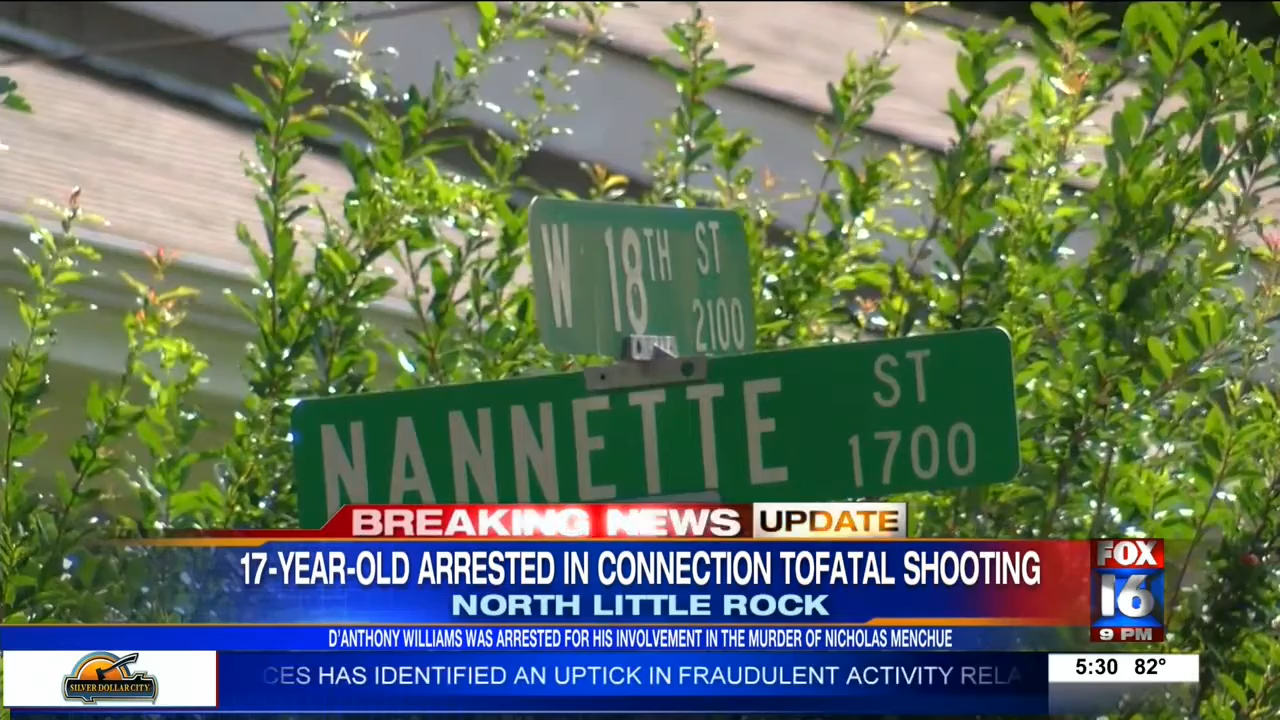 W 18TH ST
2100
NANNETTE ST
1700
BREAKING NEWS UPDATE
17-YEAR-OLD ARRESTED IN CONNECTION TOFATAL SHOOTING
NORTH LITTLE ROCK
FOX
16
9 PM
D'ANTHONY WILLIAMS WAS ARRESTED FOR HIS INVOLVEMENT IN THE MURDER OF NICHOLAS MENCHUE
SILVER DOLLAR CITY
CES HAS IDENTIFIED AN UPTICK IN FRAUDULENT ACTIVITY RELA
5:30 82°